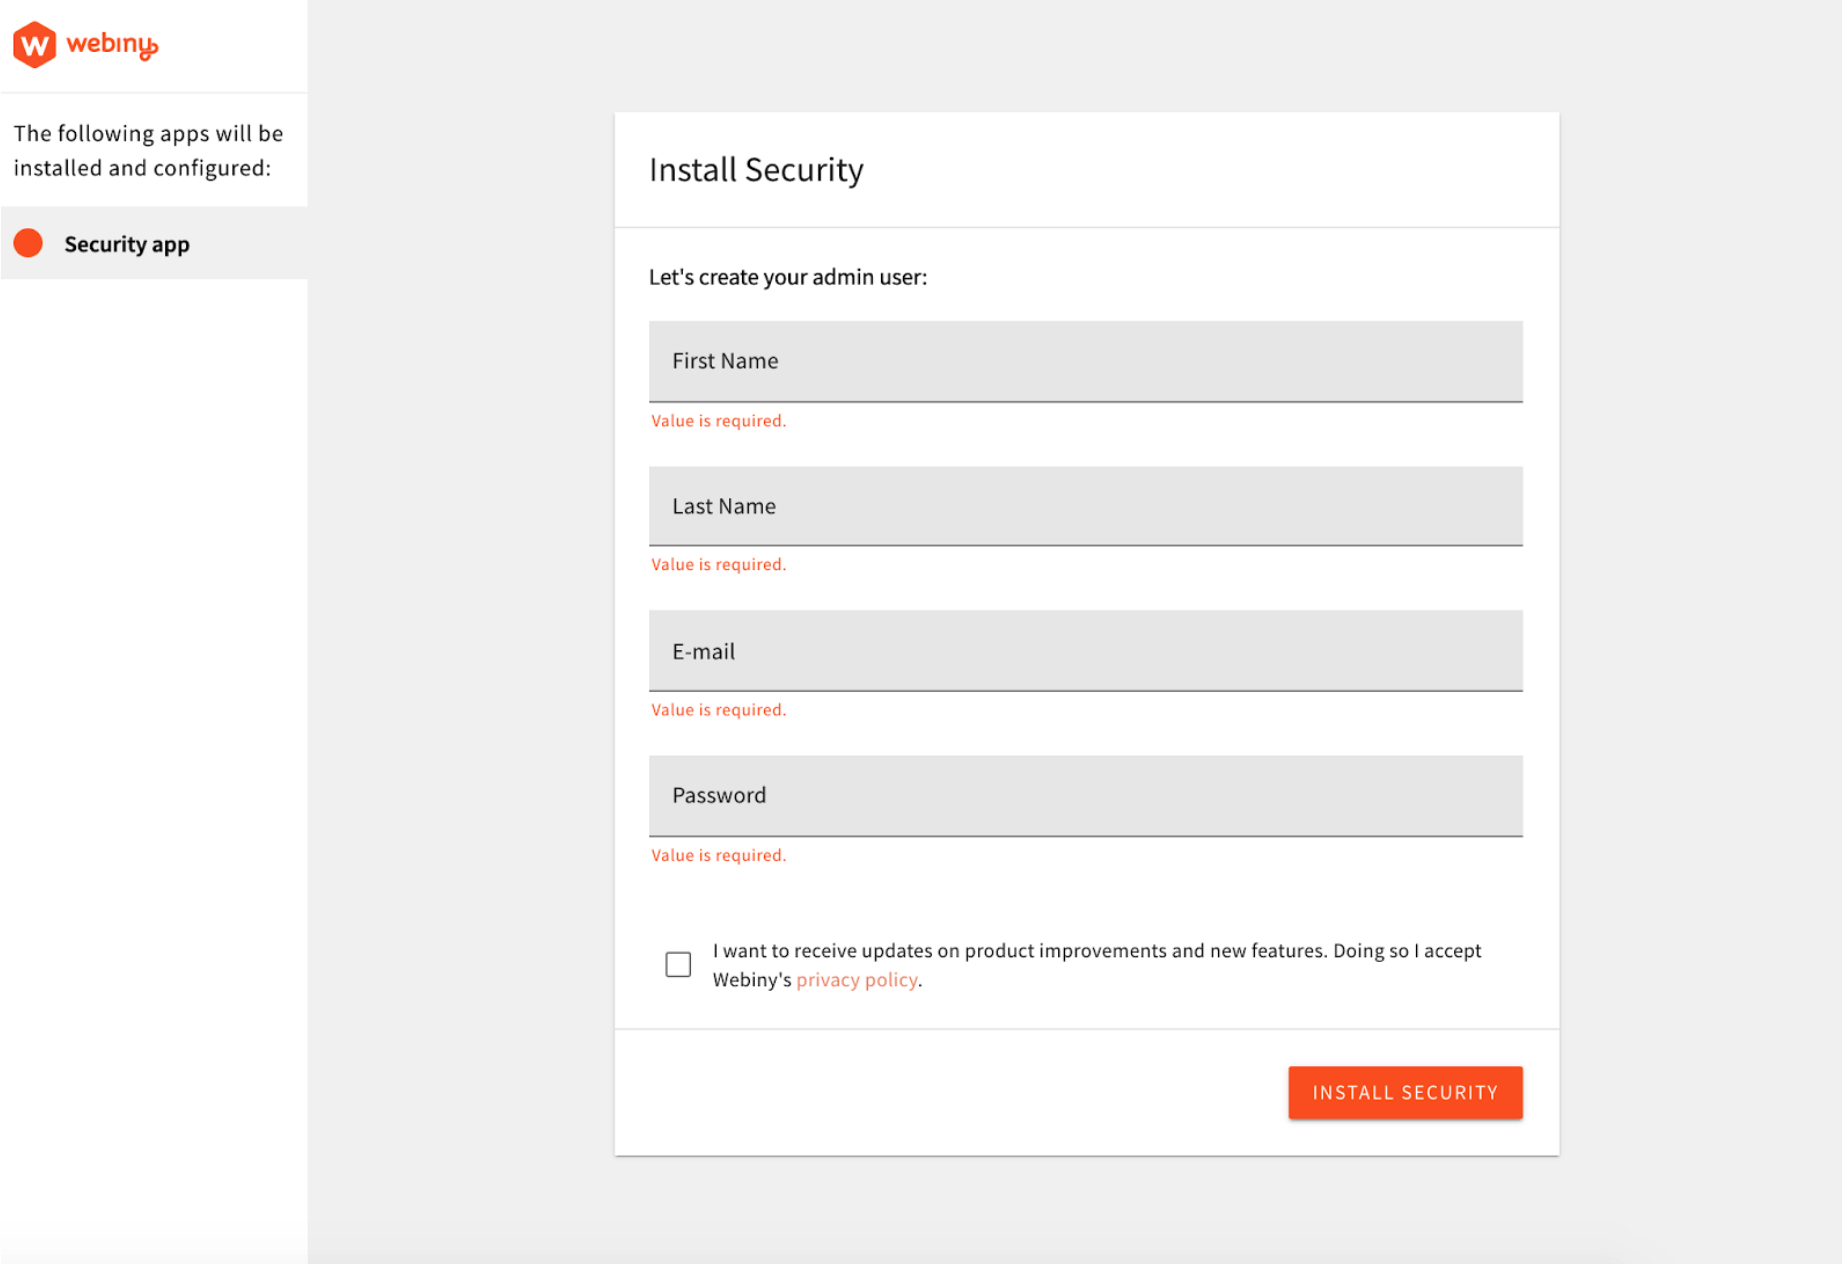 webiny
The following apps will be
installed and configured:
Security app
Install Security
Let's create your admin user:
First Name
Value is required.
Last Name
Value is required.
E-mail
Value is required.
Password
Value is required.
I want to receive updates on product improvements and new features. Doing so I accept
Webiny's privacy policy.
INSTALL SECURITY